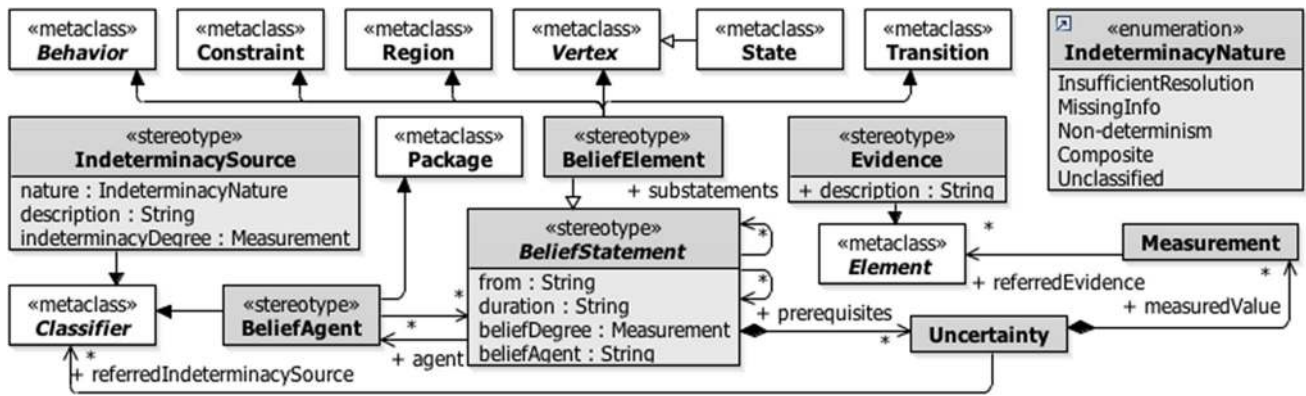 «metaclass»
Behavior
«metaclass»
Constraint
«metaclass»
Region
«metaclass»
Vertex
«metaclass»
State
«metaclass»
Transition
«enumeration»
IndeterminacyNature
InsufficientResolution
MissingInfo
Non-determinism
Composite
Unclassified
«stereotype»
IndeterminacySource
nature : IndeterminacyNature
description : String
indeterminacyDegree : Measurement
«metaclass»
Package
«stereotype»
BeliefElement
«stereotype»
Evidence
+ description : String
+ substatements
*
«stereotype»
BeliefStatement
from : String
duration : String
beliefDegree : Measurement
beliefAgent : String
*
+ prerequisites
«metaclass»
Element
*
+ referredEvidence
Measurement
*
+ measuredValue
«metaclass»
Classifier
«stereotype»
BeliefAgent
*
*
+ agent
*
Uncertainty
*
+ referredIndeterminacySource